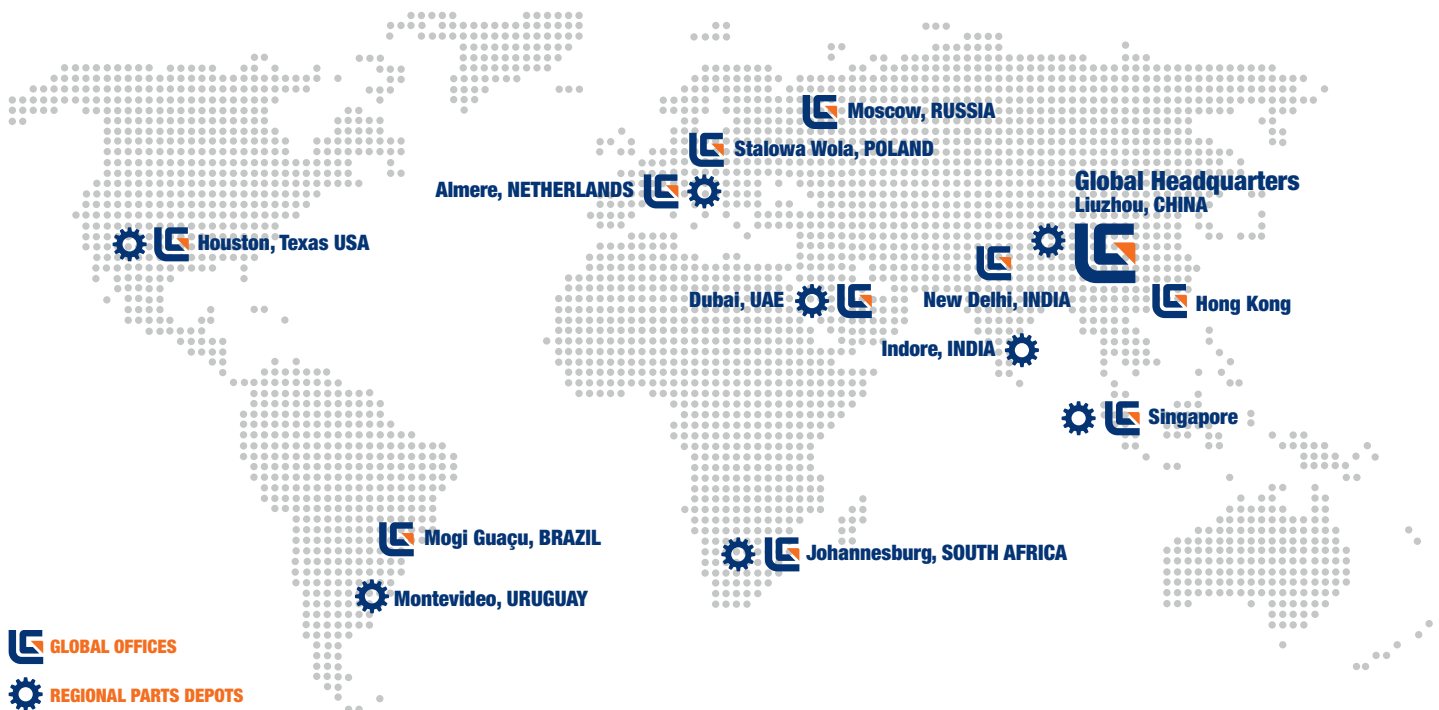 Moscow, RUSSIA
Stalowa Wola, POLAND
Almere, NETHERLANDS
Global Headquarters
Liuzhou, CHINA
Houston, Texas USA
Dubai, UAE
New Delhi, INDIA
Hong Kong
Indore, INDIA
Singapore
Mogi Guaçu, BRAZIL
Johannesburg, SOUTH AFRICA
Montevideo, URUGUAY
GLOBAL OFFICES
REGIONAL PARTS DEPOTS